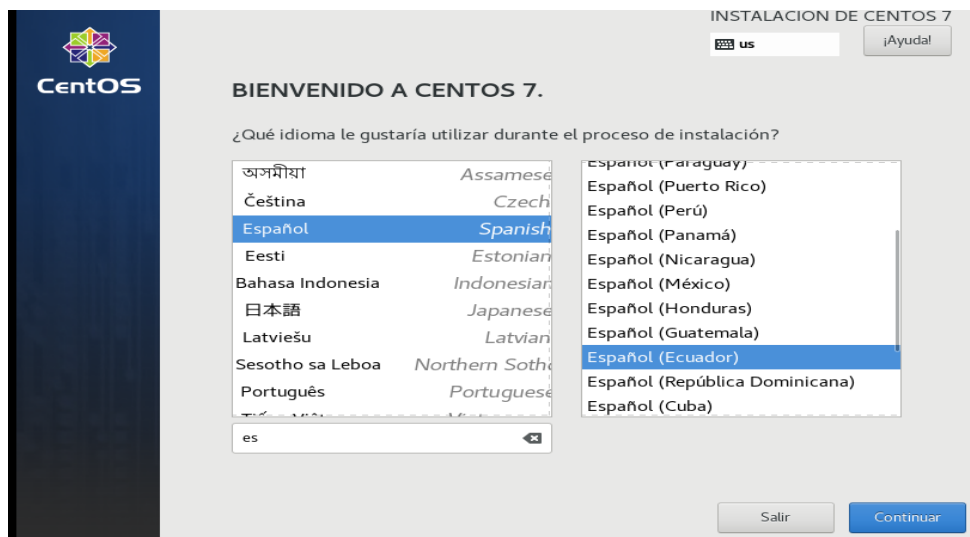 INSTALACIÓN DE CENTOS 7
us
¡Ayuda!
CentOS
BIENVENIDO A CENTOS 7.
¿Qué idioma le gustaría utilizar durante el proceso de instalación?
অসমীয়া Assamese
Čeština Czech
Español Spanish
Eesti Estonian
Bahasa Indonesia Indonesian
日本語 Japanese
Latviešu Latvian
Sesotho sa Leboa Northern Sotho
Português Portuguese
es
Español (Paraguay)
Español (Puerto Rico)
Español (Perú)
Español (Panamá)
Español (Nicaragua)
Español (México)
Español (Honduras)
Español (Guatemala)
Español (Ecuador)
Español (República Dominicana)
Español (Cuba)
Salir
Continuar